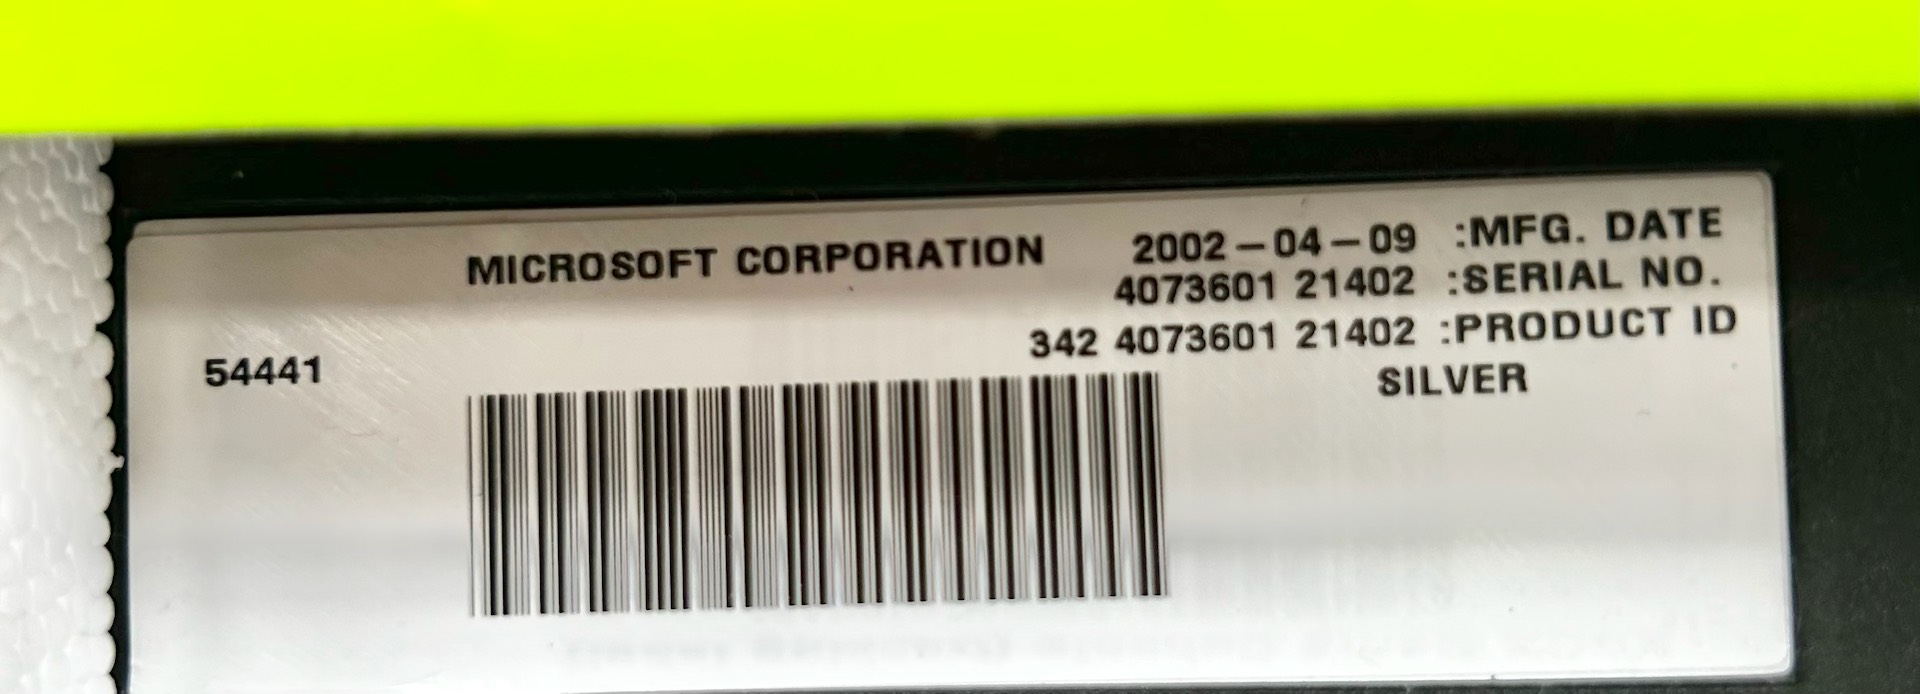 MICROSOFT CORPORATION 2002-04-09 :MFG. DATE
4073601 21402 :SERIAL NO.
342 4073601 21402 :PRODUCT ID
54441
SILVER